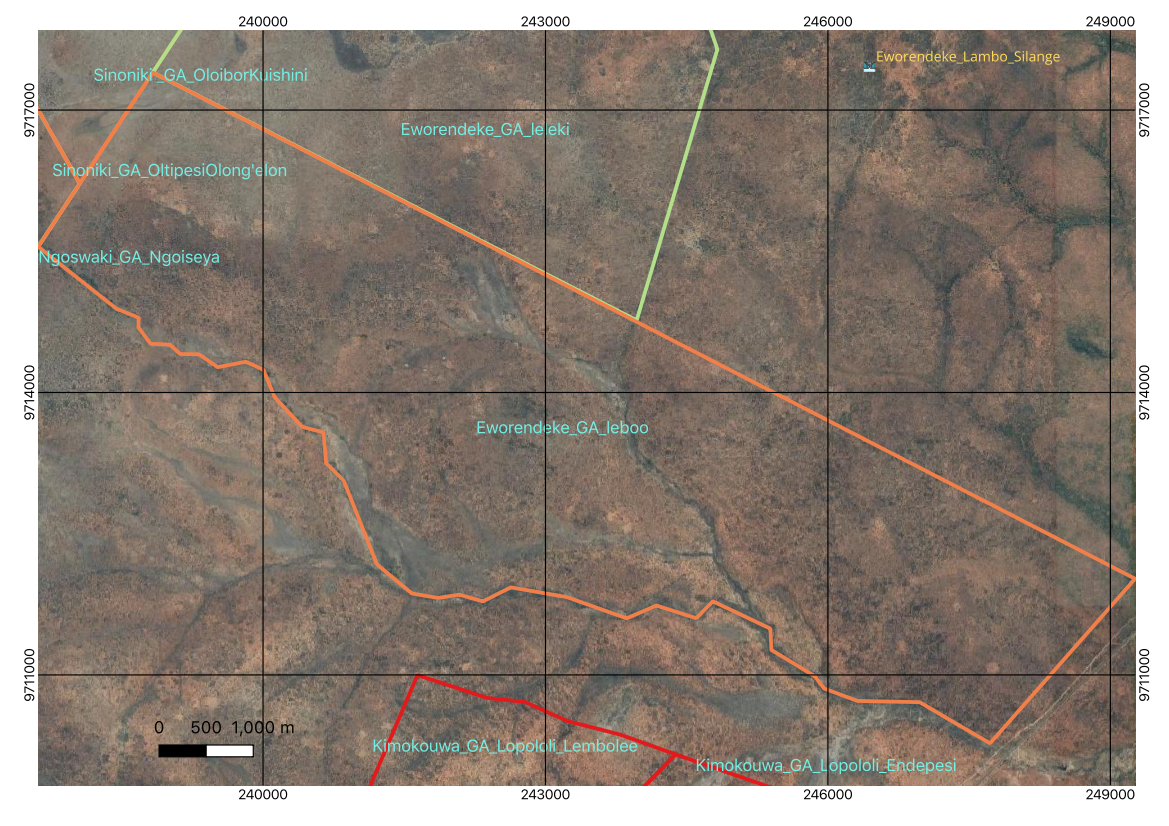 240000 243000 246000 249000
Eworendeke_Lambo_Silange
Sinoniki_GA_OloiborKuishini
9717000
9717000
Eworendeke_GA_leleki
Sinoniki_GA_OltipesiOlong'elon
Ngoswaki_GA_Ngoiseya
9714000
9714000
Eworendeke_GA_leboo
9711000
9711000
0 500 1,000 m
Kimokouwa_GA_Lopololi_Lembolee
Kimokouwa_GA_Lopololi_Endepesi
240000 243000 246000 249000